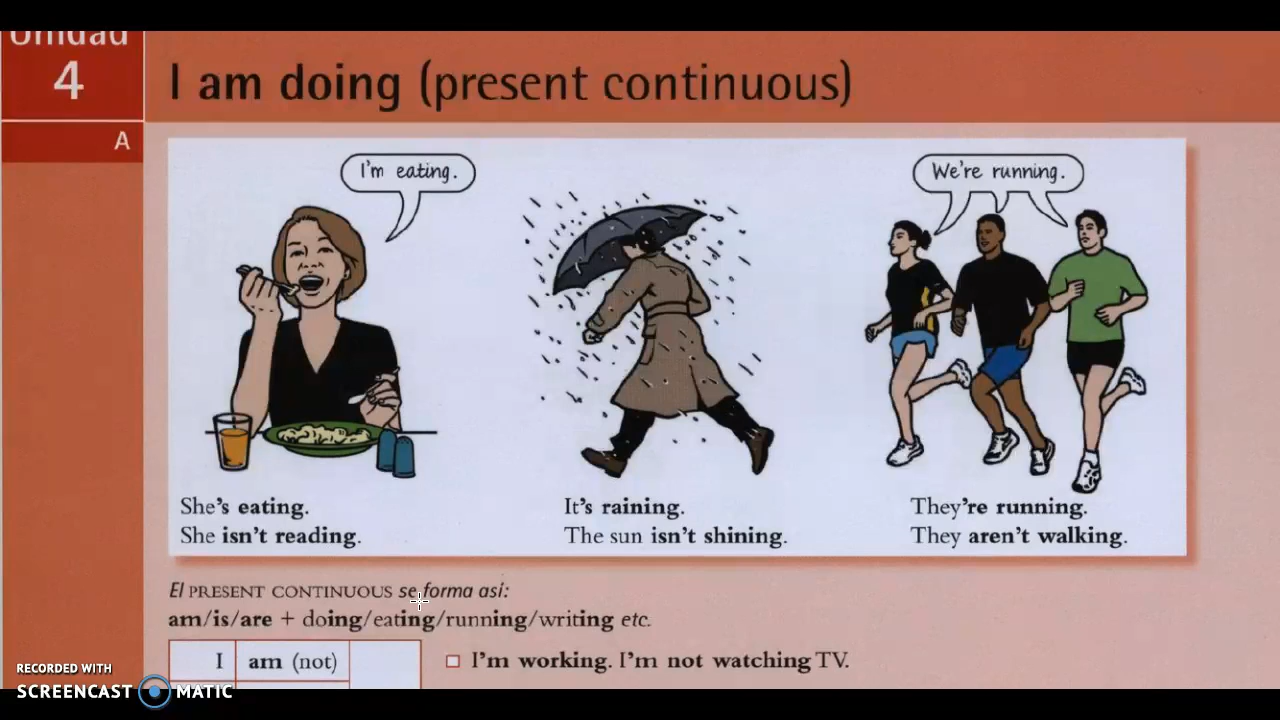 Unidad
4
I am doing (present continuous)
A
I'm eating.
We're running.
She's eating.
She isn't reading.
It's raining.
The sun isn't shining.
They're running.
They aren't walking.
El PRESENT CONTINUOUS se forma así:
am/is/are + doing/eating/running/writing etc.
I am (not)
I'm working. I'm not watching TV.
RECORDED WITH
SCREENCAST MATIC